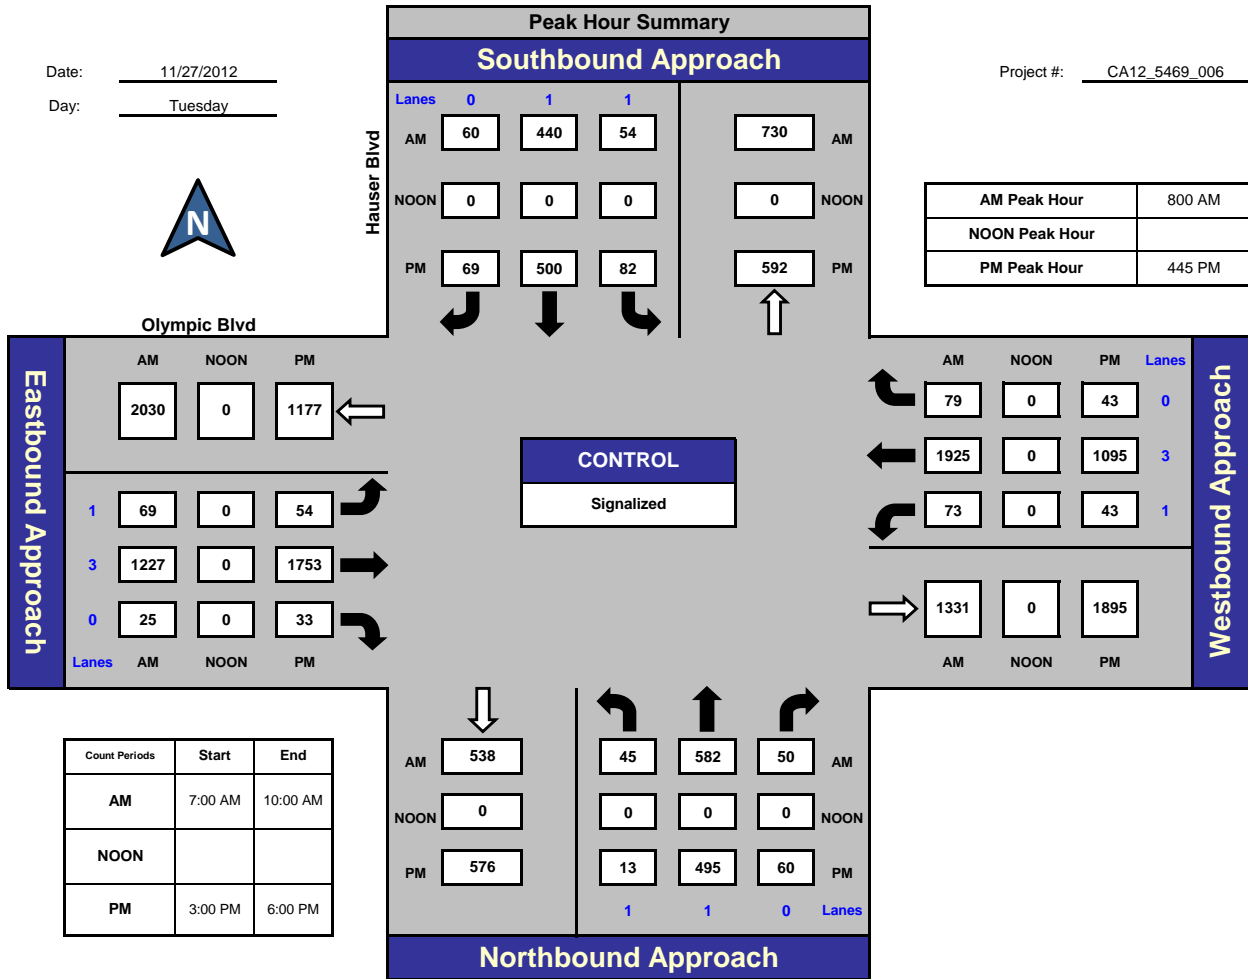 Peak Hour Summary
Southbound Approach
Date: 11/27/2012
Day: Tuesday
Project #: CA12_5469_006
N
Hauser Blvd
Lanes 0 1 1
AM 60 440 54 730 AM
NOON 0 0 0 0 NOON
PM 69 500 82 592 PM
AM Peak Hour 800 AM
NOON Peak Hour
PM Peak Hour 445 PM
Olympic Blvd
Eastbound Approach
AM NOON PM
2030 0 1177
1 69 0 54
3 1227 0 1753
0 25 0 33
Lanes AM NOON PM
CONTROL
Signalized
AM NOON PM Lanes
79 0 43 0
1925 0 1095 3
73 0 43 1
1331 0 1895
AM NOON PM
Westbound Approach
Count Periods Start End
AM 7:00 AM 10:00 AM
NOON
PM 3:00 PM 6:00 PM
AM 538 45 582 50 AM
NOON 0 0 0 0 NOON
PM 576 13 495 60 PM
1 1 0 Lanes
Northbound Approach